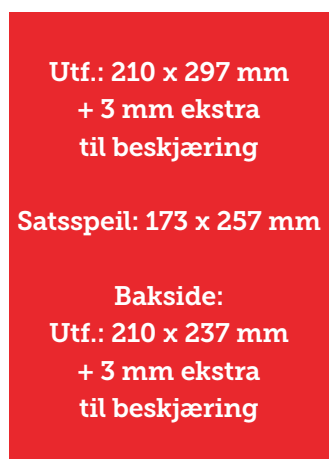 Utf.: 210 x 297 mm
+ 3 mm ekstra
til beskjæring
Satsspeil: 173 x 257 mm
Bakside:
Utf.: 210 x 237 mm
+ 3 mm ekstra
til beskjæring